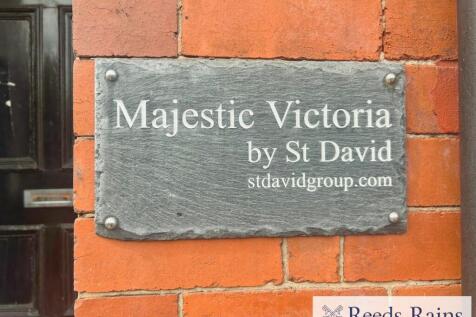 Majestic Victoria
by St David
stdavidgroup.com
Reeds Rains